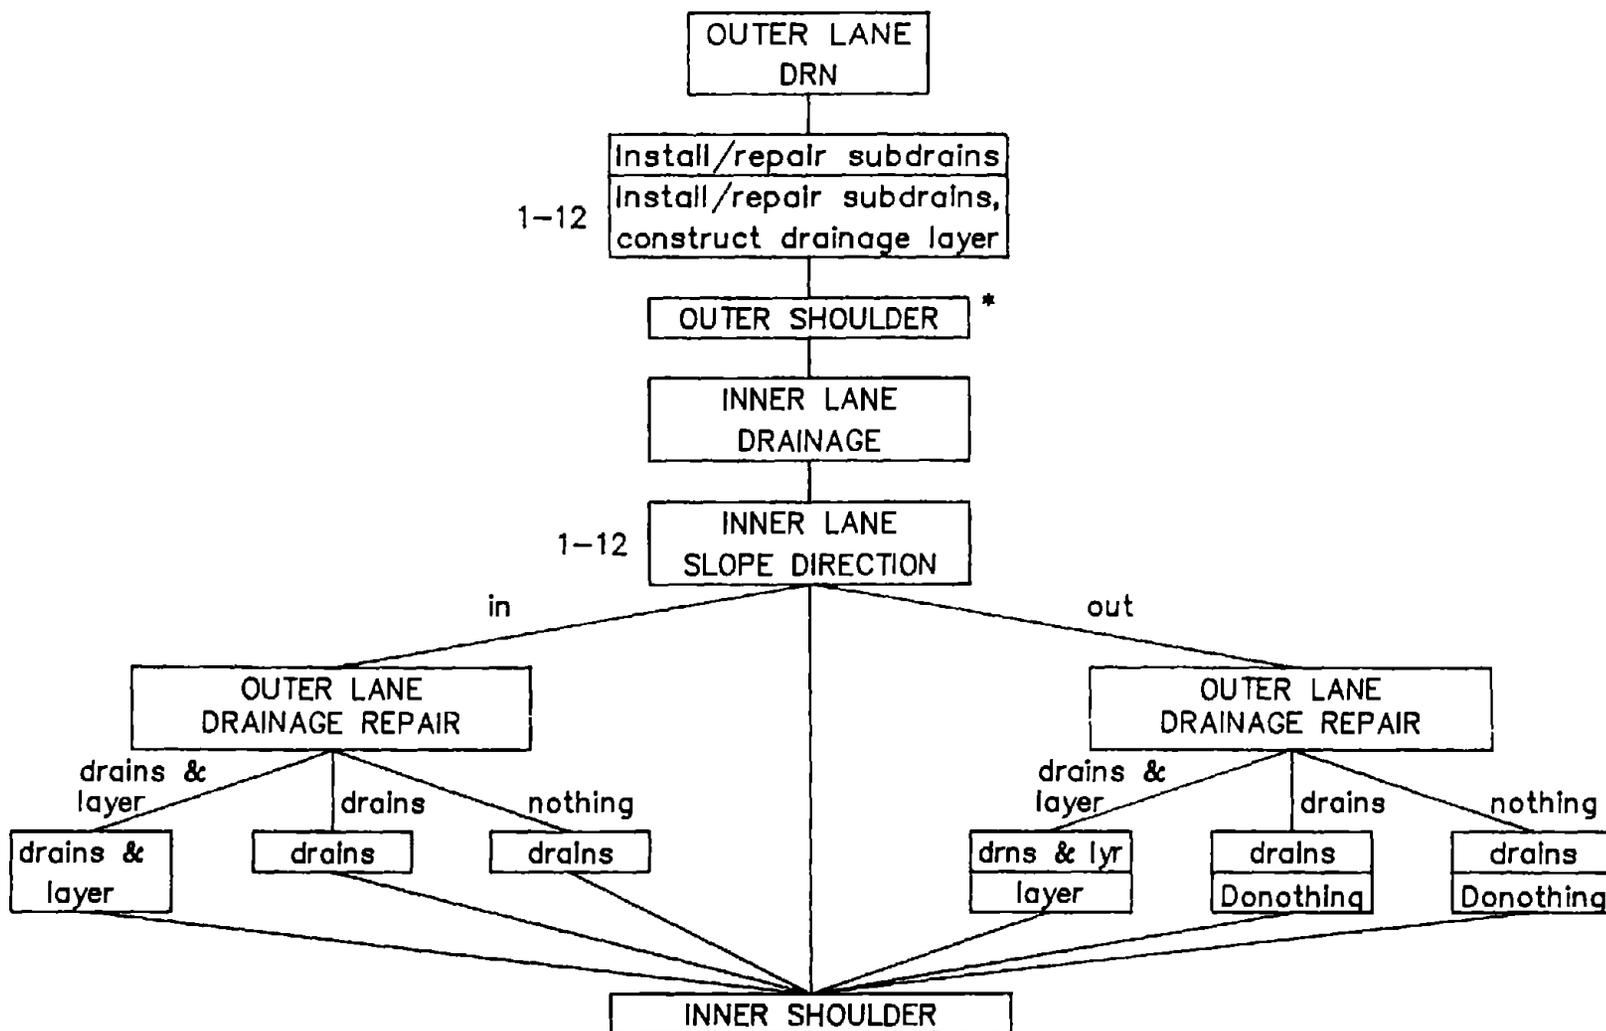 OUTER LANE
DRN
Install/repair subdrains
1-12
Install/repair subdrains,
construct drainage layer
OUTER SHOULDER *
INNER LANE
DRAINAGE
1-12
INNER LANE
SLOPE DIRECTION
in
out
OUTER LANE
DRAINAGE REPAIR
OUTER LANE
DRAINAGE REPAIR
drains &
layer
drains
nothing
drains &
layer
drains
nothing
drains &
layer
drains
drains
drns & lyr
layer
drains
Donothing
drains
Donothing
INNER SHOULDER